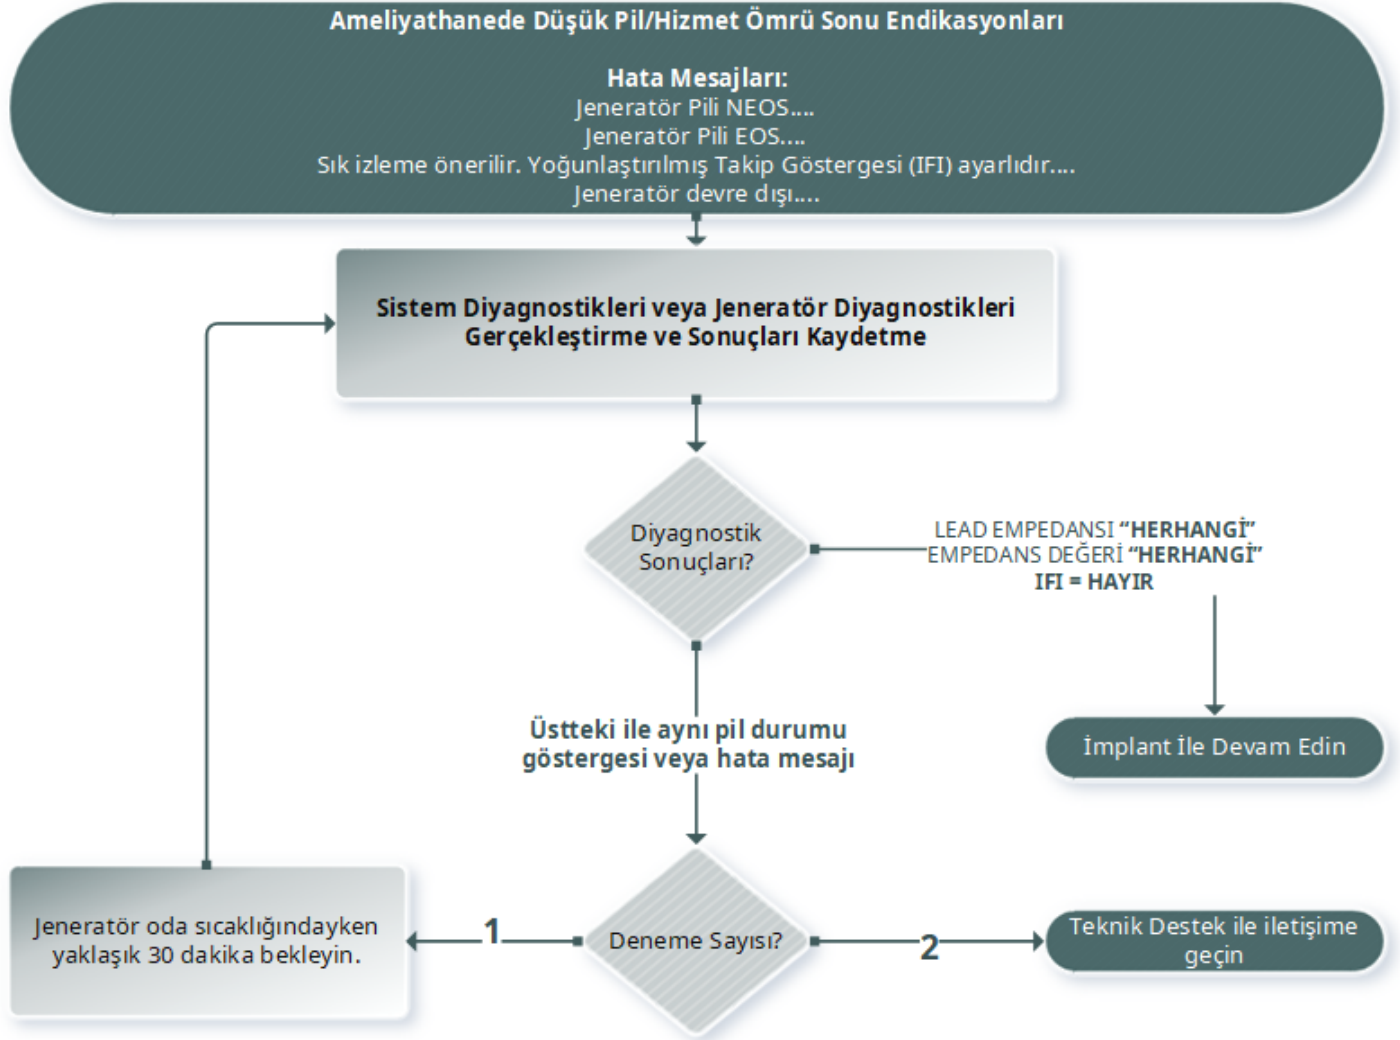 Ameliyathanede Düşük Pil/Hizmet Ömrü Sonu Endikasyonları
Hata Mesajları:
Jeneratör Pili NEOS....
Jeneratör Pili EOS....
Sık izleme önerilir. Yoğunlaştırılmış Takip Göstergesi (IFI) ayarlıdır....
Jeneratör devre dışı....
Sistem Diyagnostikleri veya Jeneratör Diyagnostikleri
Gerçekleştirme ve Sonuçları Kaydetme
Diyagnostik
Sonuçları?
LEAD EMPEDANSI “HERHANGİ”
EMPEDANS DEĞERİ “HERHANGİ”
IFI = HAYIR
Üstteki ile aynı pil durumu
göstergesi veya hata mesajı
İmplant İle Devam Edin
Jeneratör oda sıcaklığındayken
yaklaşık 30 dakika bekleyin.
1
Deneme Sayısı?
2
Teknik Destek ile iletişime
geçin